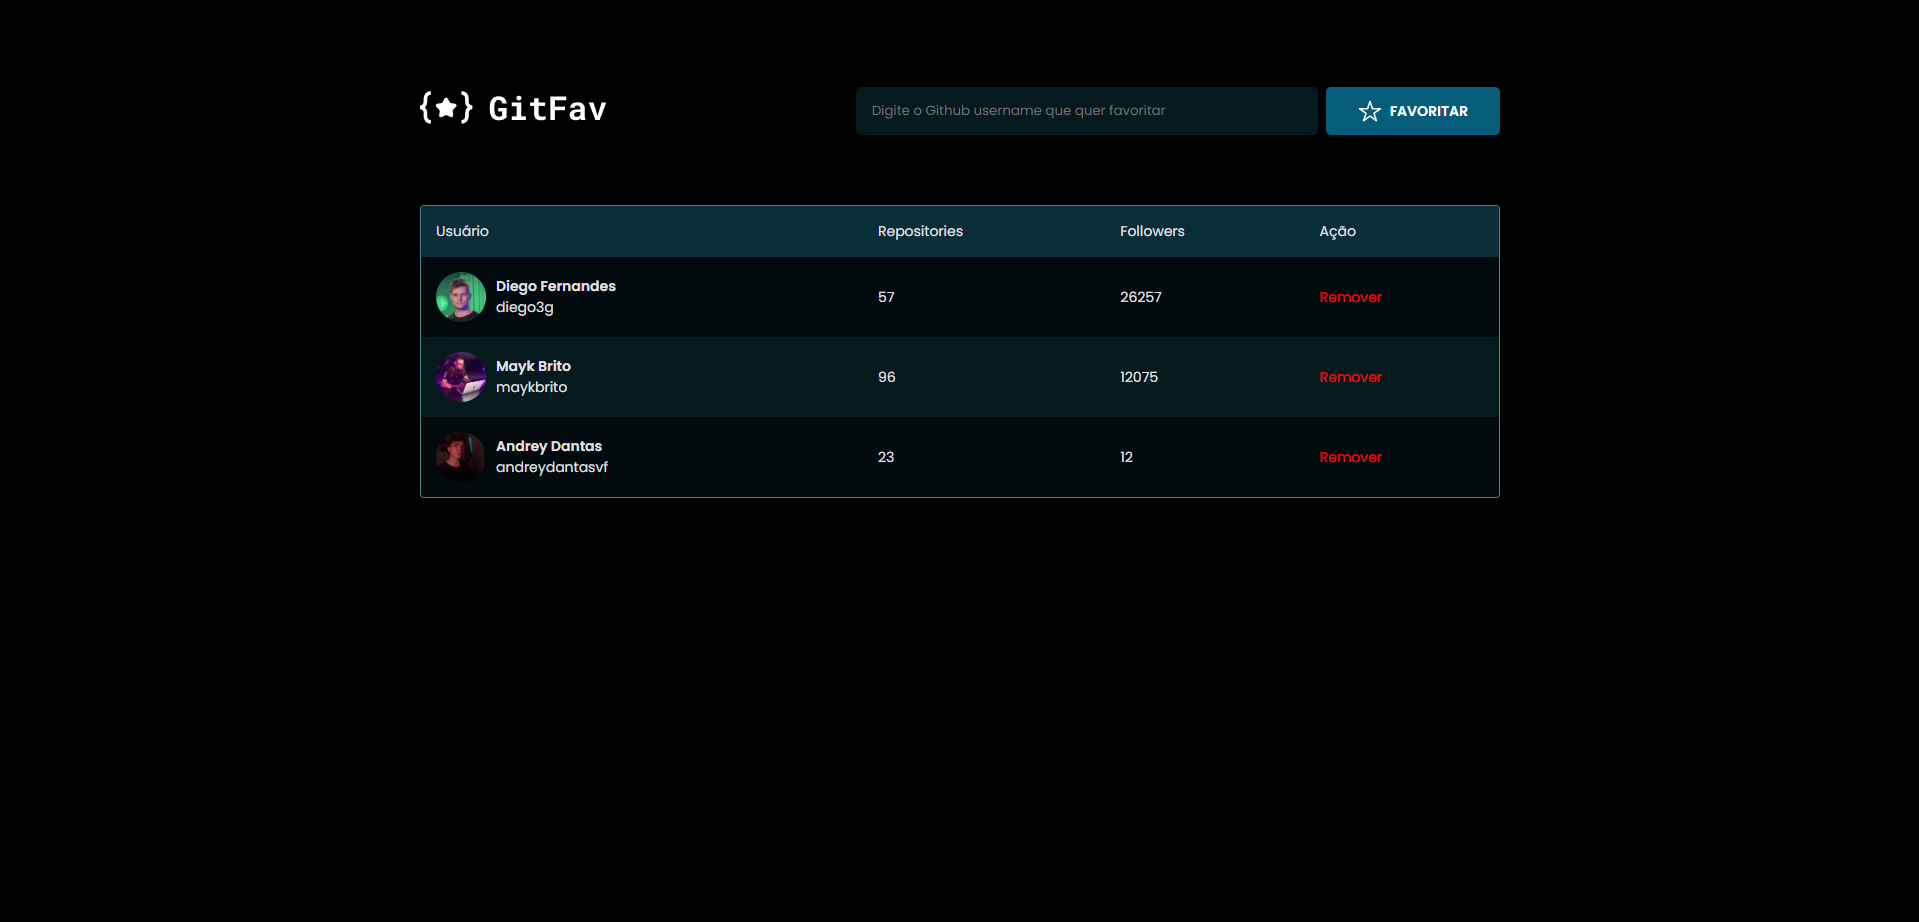 {★} GitFav
Digite o Github username que quer favoritar
FAVORITAR
Usuário Repositories Followers Ação
Diego Fernandes
diego3g
57 26257 Remover
Mayk Brito
maykbrito
96 12075 Remover
Andrey Dantas
andreydantasvf
23 12 Remover